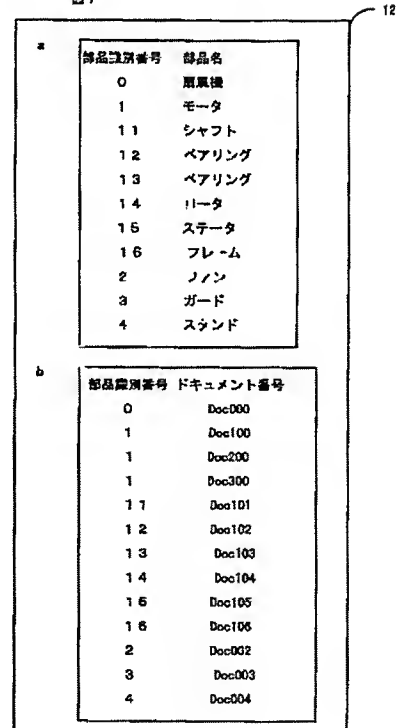 12
a
部品識別番号 部品名
0 扇風機
1 モータ
11 シャフト
12 ベアリング
13 ベアリング
14 ロータ
15 ステータ
16 フレーム
2
3 ガード
4 スタンド
b
部品識別番号 ドキュメント番号
0 Doc000
1 Doc100
1 Doc200
1 Doc300
11 Doc101
12 Doc102
13 Doc103
14 Doc104
15 Doc105
16 Doc106
2 Doc002
3 Doc003
4 Doc004